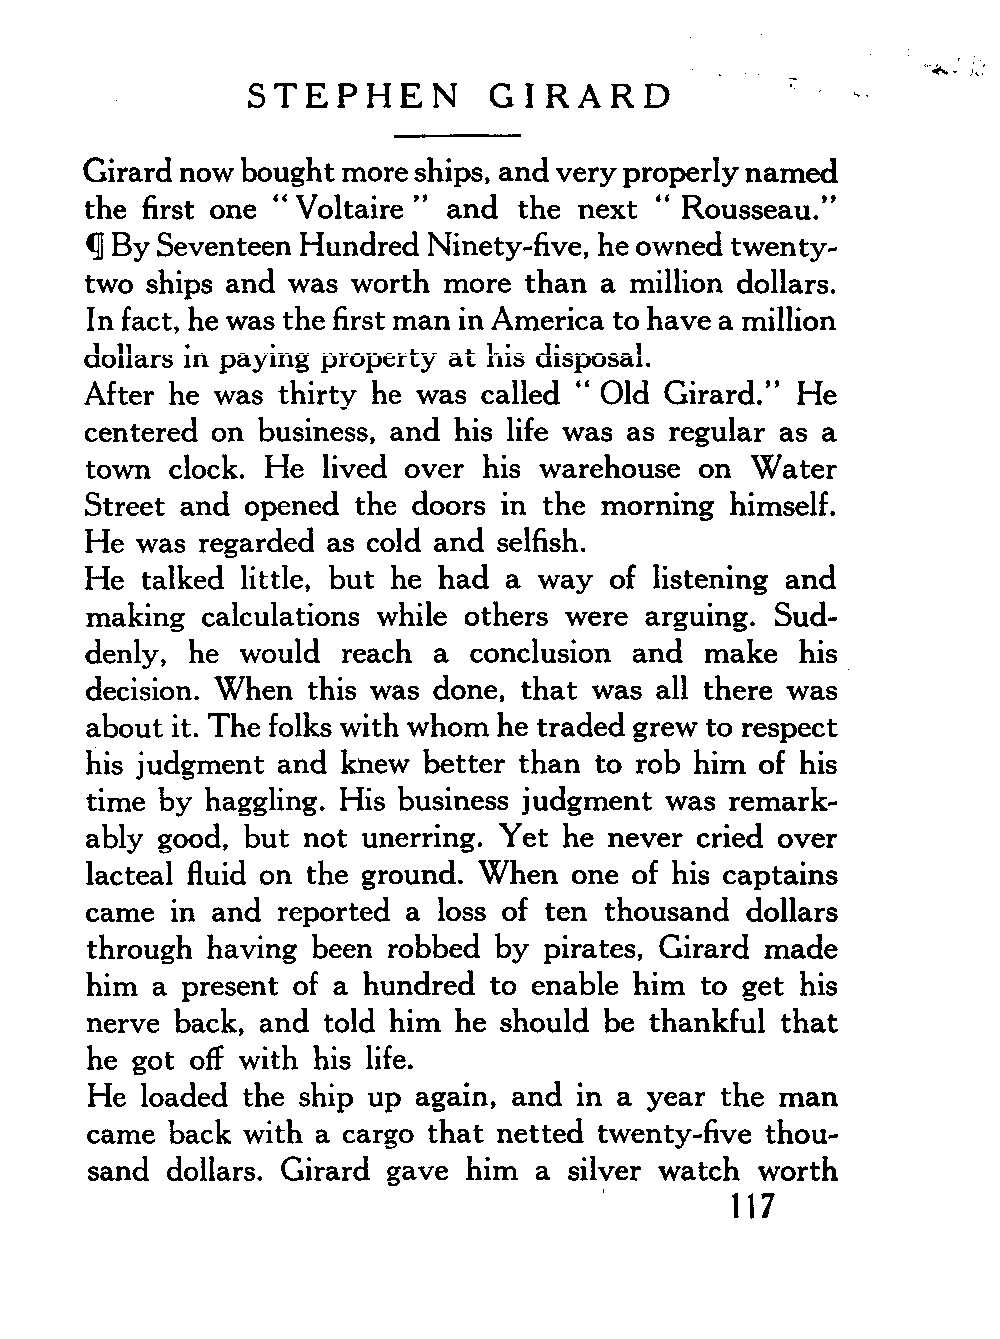 STEPHEN GIRARD
Girard now bought more ships, and very properly named
the first one “ Voltaire ” and the next “ Rousseau.”
¶ By Seventeen Hundred Ninety-five, he owned twenty-
two ships and was worth more than a million dollars.
In fact, he was the first man in America to have a million
dollars in paying property at his disposal.
After he was thirty he was called “ Old Girard.” He
centered on business, and his life was as regular as a
town clock. He lived over his warehouse on Water
Street and opened the doors in the morning himself.
He was regarded as cold and selfish.
He talked little, but he had a way of listening and
making calculations while others were arguing. Sud-
denly, he would reach a conclusion and make his
decision. When this was done, that was all there was
about it. The folks with whom he traded grew to respect
his judgment and knew better than to rob him of his
time by haggling. His business judgment was remark-
ably good, but not unerring. Yet he never cried over
lacteal fluid on the ground. When one of his captains
came in and reported a loss of ten thousand dollars
through having been robbed by pirates, Girard made
him a present of a hundred to enable him to get his
nerve back, and told him he should be thankful that
he got off with his life.
He loaded the ship up again, and in a year the man
came back with a cargo that netted twenty-five thou-
sand dollars. Girard gave him a silver watch worth
117